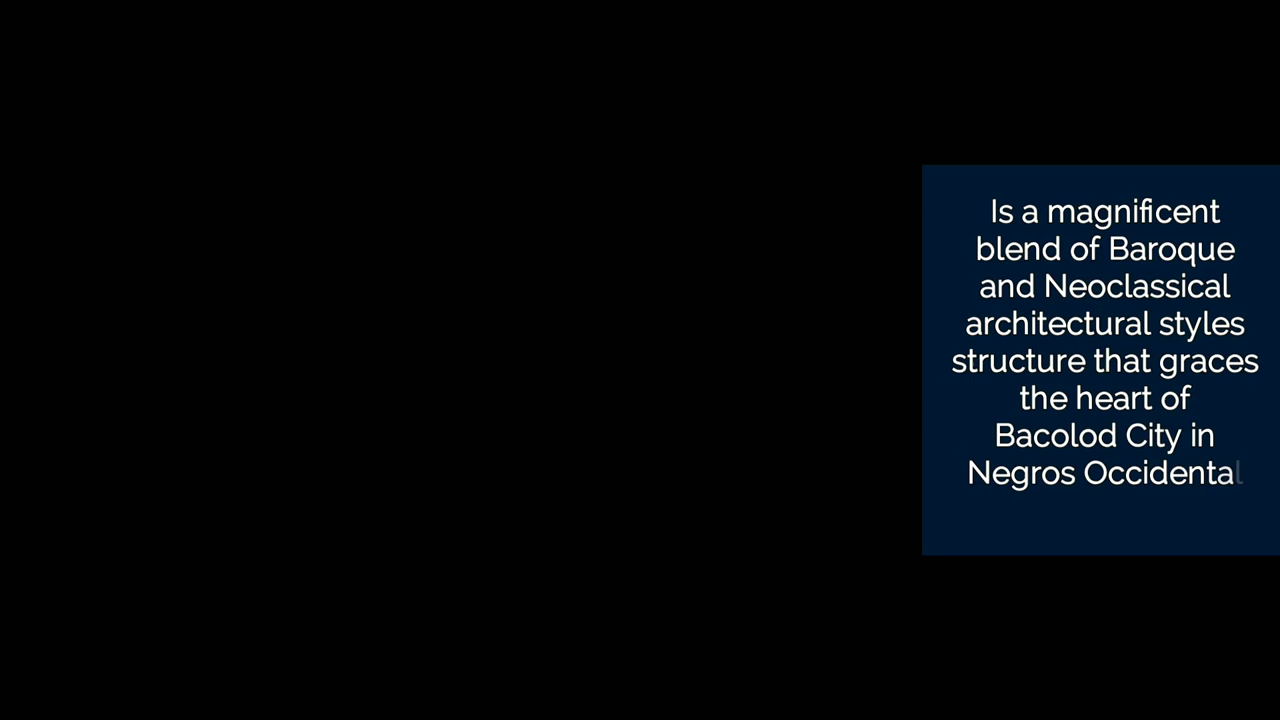 Is a magnificent
blend of Baroque
and Neoclassical
architectural styles
structure that graces
the heart of
Bacolod City in
Negros Occidental